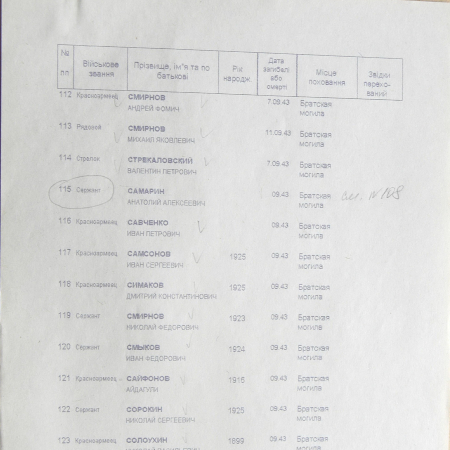 № пп Військове звання Прізвище, ім"я та по батькові Рік народж Дата загибелі або смерті Місце поховання Звідки перехований
112 Красноармеец СМИРНОВ 7.09.43 Братская
АНДРЕЙ ФОМИЧ могила
113 Рядовой СМИРНОВ 11.09.43 Братская
МИХАИЛ ЯКОВЛЕВИЧ могила
114 Стрелок СТРЕКАЛОВСКИЙ 7.09.43 Братская
ВАЛЕНТИН ПЕТРОВИЧ могила
115 Сержант САМАРИН 09.43 Братская см. №
АНАТОЛИЙ АЛЕКСЕЕВИЧ могила
116 Красноармеец САВЧЕНКО 09.43 Братская
ИВАН ПЕТРОВИЧ могила
117 Красноармеец САМСОНОВ 1925 09.43 Братская
ИВАН СЕРГЕЕВИЧ могила
118 Красноармеец СИМАКОВ 1925 09.43 Братская
ДМИТРИЙ КОНСТАНТИНОВИЧ могила
119 Сержант СМИРНОВ 1923 09.43 Братская
НИКОЛАЙ ФЕДОРОВИЧ могила
120 Сержант СМЫКОВ 1924 09.43 Братская
ИВАН ФЕДОРОВИЧ могила
121 Красноармеец САЙФОНОВ 1916 09.43 Братская
АЙДАГУЛН могила
122 Сержант СОРОКИН 1925 09.43 Братская
НИКОЛАЙ СЕРГЕЕВИЧ могила
123 Красноармеец СОЛОУХИН 1899 09.43 Братская
могила